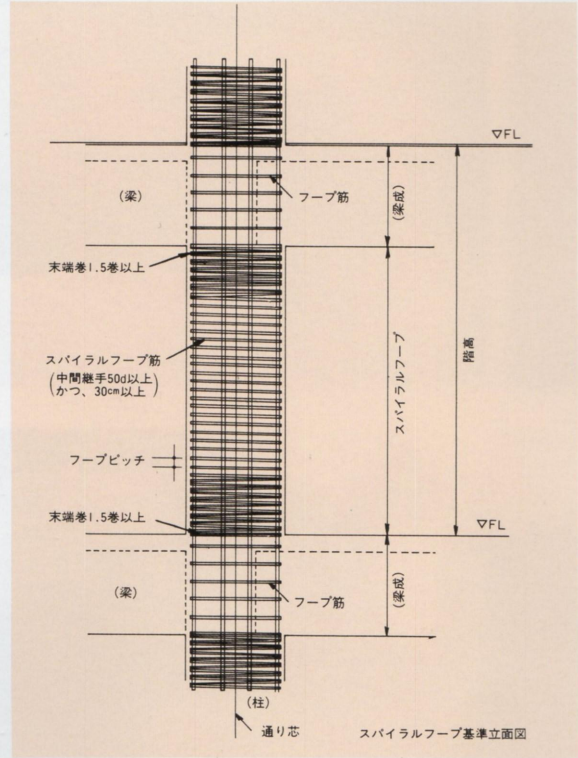 ▽FL
(梁)
フープ筋
(梁成)
末端巻1.5巻以上
スパイラルフープ筋
(中間継手50d以上
かつ、30cm以上)
スパイラルフープ
階高
フープピッチ
末端巻1.5巻以上
▽FL
(梁)
フープ筋
(梁成)
(柱)
通り芯
スパイラルフープ基準立面図